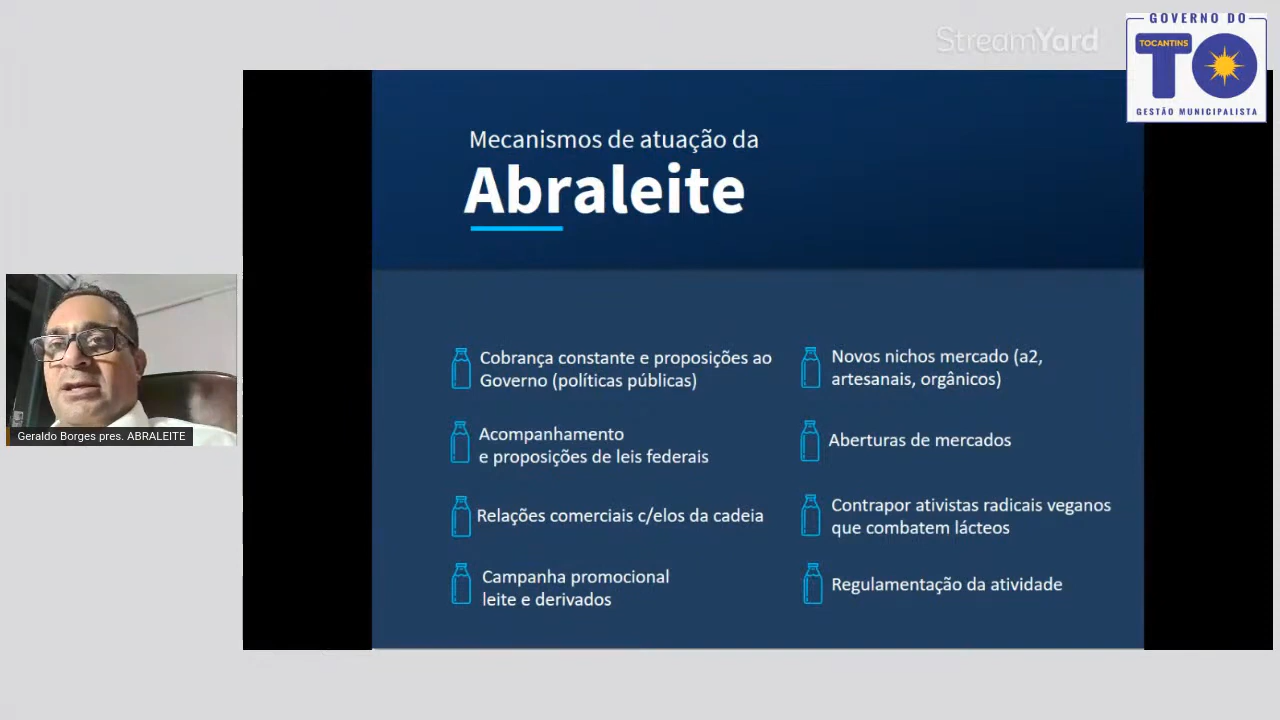 StreamYard
GOVERNO DO
TOCANTINS
TO
GESTÃO MUNICIPALISTA
Mecanismos de atuação da
Abraleite
Cobrança constante e proposições ao
Governo (políticas públicas)
Acompanhamento
e proposições de leis federais
Relações comerciais c/elos da cadeia
Campanha promocional
leite e derivados
Novos nichos mercado (a2,
artesanais, orgânicos)
Aberturas de mercados
Contrapor ativistas radicais veganos
que combatem lácteos
Regulamentação da atividade
Geraldo Borges pres. ABRALEITE